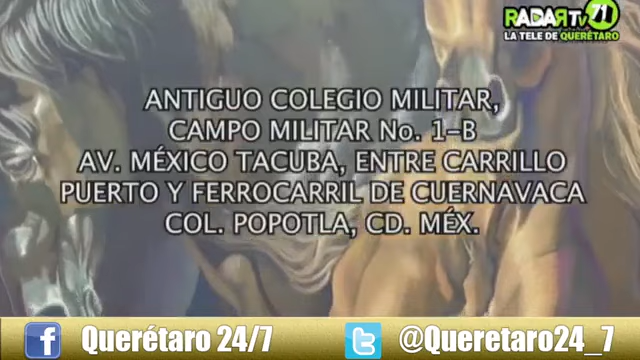 RADAR TV 71
LA TELE DE QUERÉTARO
ANTIGUO COLEGIO MILITAR,
CAMPO MILITAR No. 1-B
AV. MÉXICO TACUBA, ENTRE CARRILLO
PUERTO Y FERROCARRIL DE CUERNAVACA
COL. POPOTLA, CD. MÉX.
Querétaro 24/7
@Queretaro24_7